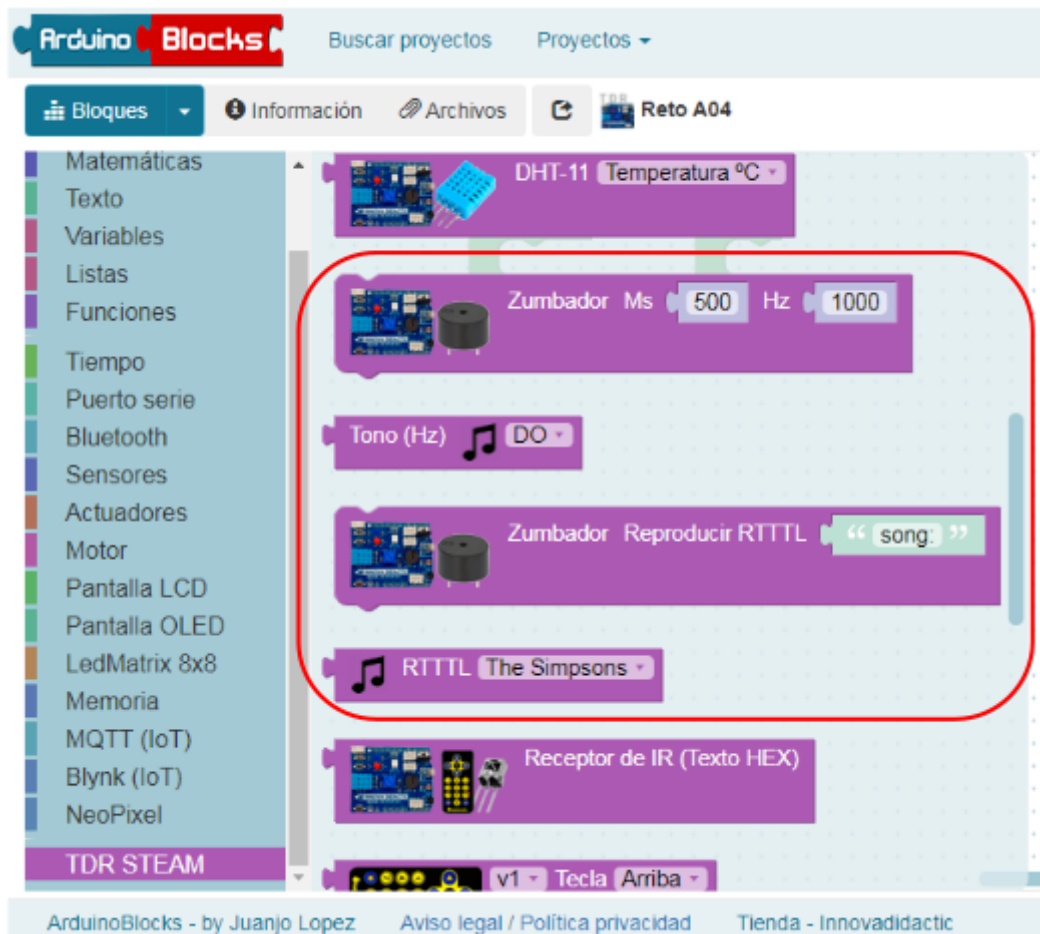 Arduino Blocks
Buscar proyectos
Proyectos
Bloques
Información
Archivos
TDR
Reto A04
Matemáticas
Texto
Variables
Listas
Funciones
Tiempo
Puerto serie
Bluetooth
Sensores
Actuadores
Motor
Pantalla LCD
Pantalla OLED
LedMatrix 8x8
Memoria
MQTT (IoT)
Blynk (IoT)
NeoPixel
TDR STEAM
DHT-11 Temperatura ºC
Zumbador Ms 500 Hz 1000
Tono (Hz) DO
Zumbador Reproducir RTTTL “ song: ”
RTTTL The Simpsons
Receptor de IR (Texto HEX)
v1 Tecla Arriba
ArduinoBlocks - by Juanjo Lopez
Aviso legal / Política privacidad
Tienda - Innovadidactic